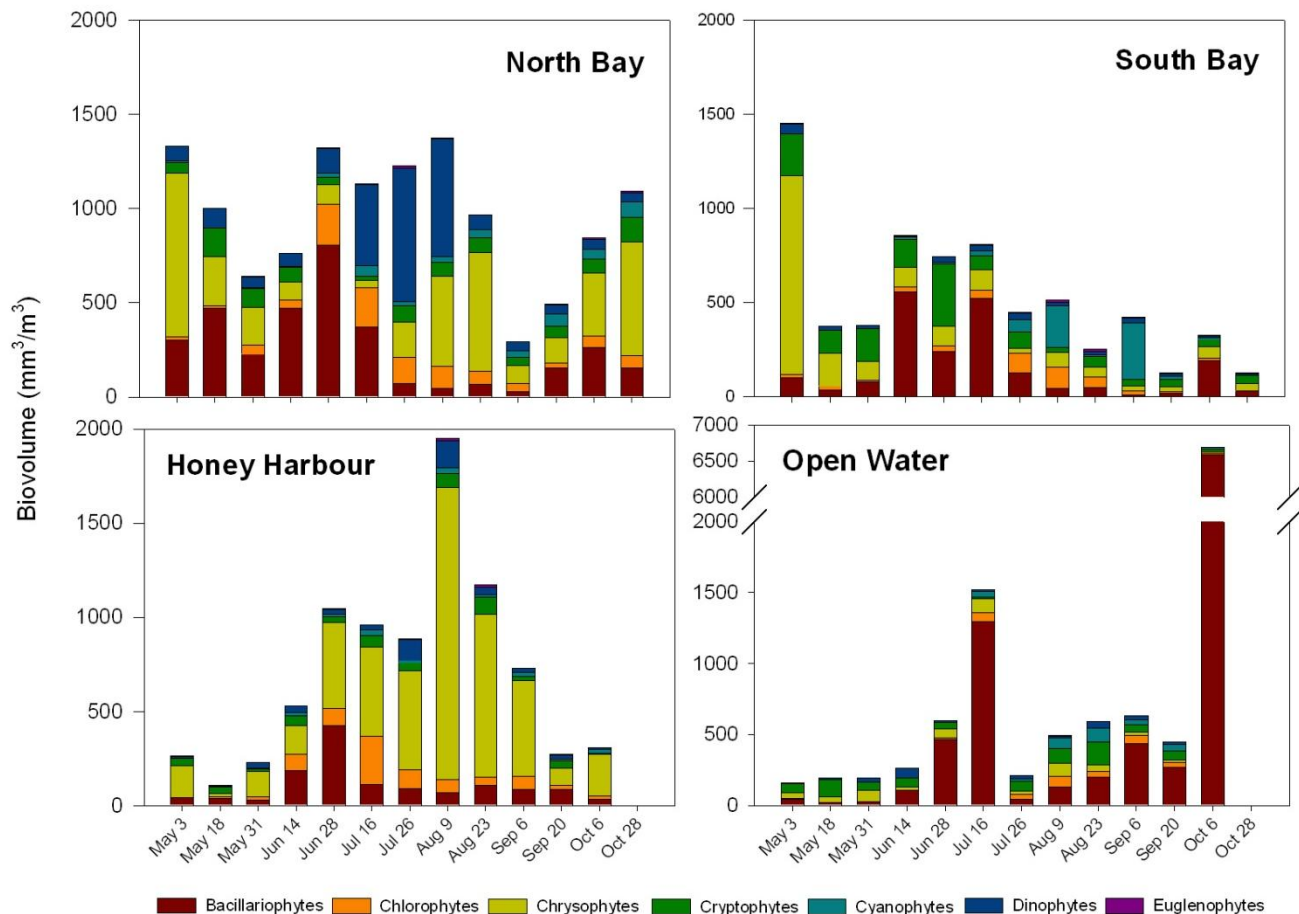 2000
1500
1000
500
0
North Bay
2000
1500
1000
500
0
South Bay
Biovolume (mm³/m³)
2000
1500
1000
500
0
Honey Harbour
7000
6500
6000
2000
1500
1000
500
0
Open Water
May 3
May 18
May 31
Jun 14
Jun 28
Jul 16
Jul 26
Aug 9
Aug 23
Sep 6
Sep 20
Oct 6
Oct 28
May 3
May 18
May 31
Jun 14
Jun 28
Jul 16
Jul 26
Aug 9
Aug 23
Sep 6
Sep 20
Oct 6
Oct 28
Bacillariophytes Chlorophytes Chrysophytes Cryptophytes Cyanophytes Dinophytes Euglenophytes